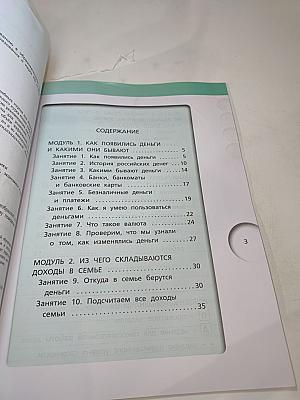 СОДЕРЖАНИЕ
МОДУЛЬ 1. КАК ПОЯВИЛИСЬ ДЕНЬГИ
И КАКИМИ ОНИ БЫВАЮТ . . . . . . . . . . . . 5
Занятие 1. Как появились деньги . . . . . . 5
Занятие 2. История российских денег . . . 10
Занятие 3. Какими бывают деньги . . . . . 14
Занятие 4. Банки, банкоматы
и банковские карты . . . . . . . . . . . . . 17
Занятие 5. Безналичные деньги
и платежи . . . . . . . . . . . . . . . . . . 19
Занятие 6. Как я умею пользоваться
деньгами . . . . . . . . . . . . . . . . . . . 22
Занятие 7. Что такое валюта . . . . . . . . 24
Занятие 8. Проверим, что мы узнали
о том, как изменялись деньги . . . . . . . 27
МОДУЛЬ 2. ИЗ ЧЕГО СКЛАДЫВАЮТСЯ
ДОХОДЫ В СЕМЬЕ . . . . . . . . . . . . . . . 30
Занятие 9. Откуда в семье берутся
деньги . . . . . . . . . . . . . . . . . . . . 30
Занятие 10. Подсчитаем все доходы
семьи . . . . . . . . . . . . . . . . . . . . . 35
3